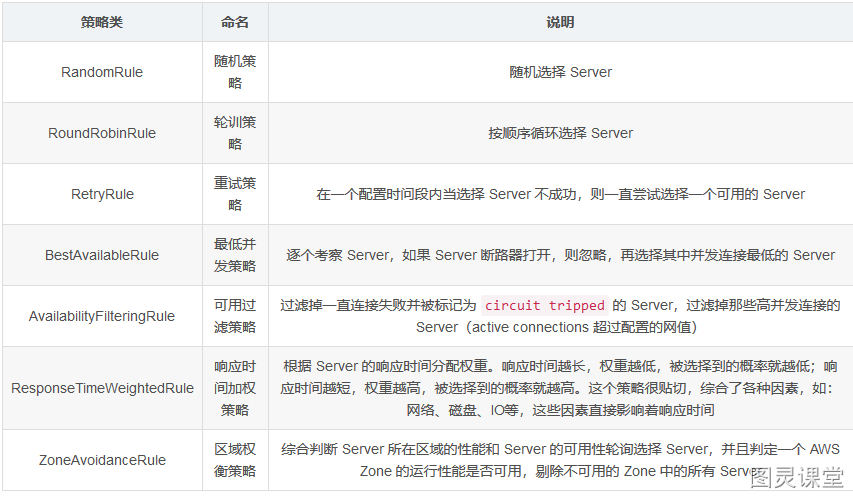 策略类 命名 说明
RandomRule 随机策略 随机选择 Server
RoundRobinRule 轮训策略 按顺序循环选择 Server
RetryRule 重试策略 在一个配置时间段内当选择 Server 不成功，则一直尝试选择一个可用的 Server
BestAvailableRule 最低并发策略 逐个考察 Server，如果 Server 断路器打开，则忽略，再选择其中并发连接最低的 Server
AvailabilityFilteringRule 可用过滤策略 过滤掉一直连接失败并被标记为 circuit tripped 的 Server，过滤掉那些高并发连接的
Server（active connections 超过配置的网值）
ResponseTimeWeightedRule 响应时间加权策略 根据 Server 的响应时间分配权重。响应时间越长，权重越低，被选择到的概率就越低；响
应时间越短，权重越高，被选择到的概率就越高。这个策略很贴切，综合了各种因素，如：
网络、磁盘、IO等，这些因素直接影响着响应时间
ZoneAvoidanceRule 区域权衡策略 综合判断 Server 所在区域的性能和 Server 的可用性轮询选择 Server，并且判定一个 AWS
Zone 的运行性能是否可用，剔除不可用的 Zone 中的所有 Server
图灵课堂